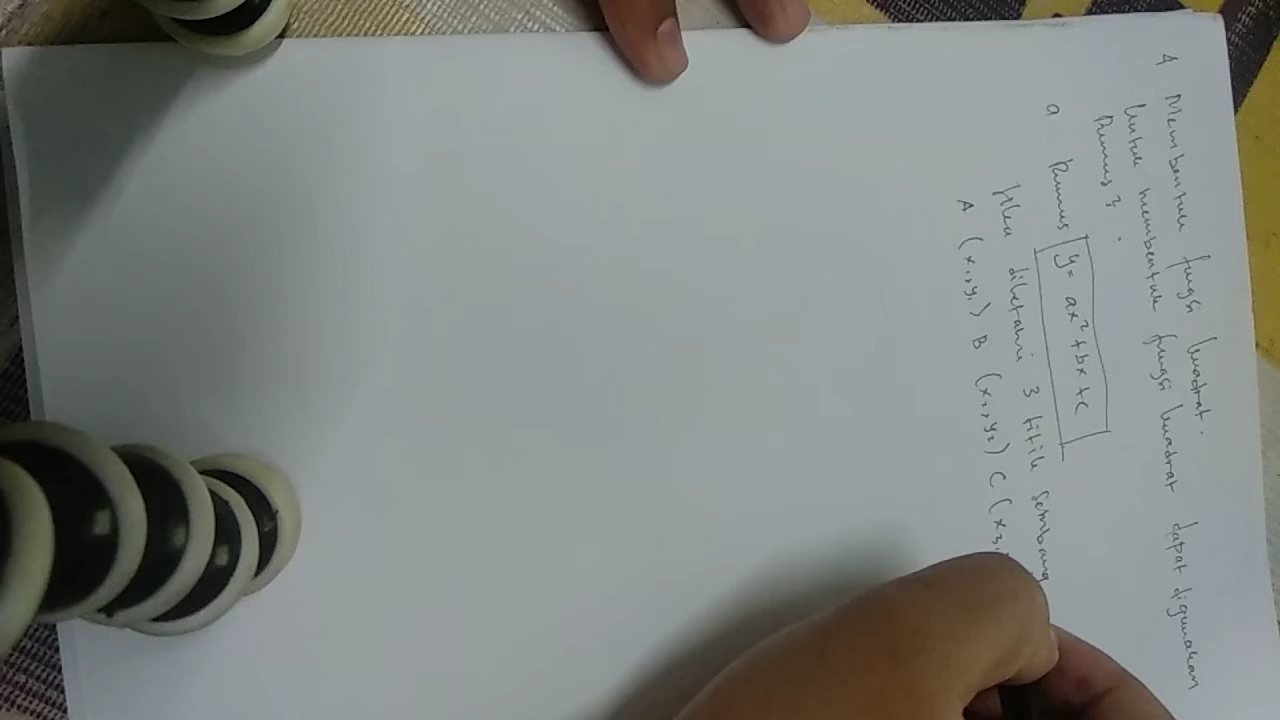 4 Membentuk fungsi kuadrat.
Untuk membentuk fungsi kuadrat dapat digunakan
Rumus2 :
a Rumus y = ax² + bx + c
Jika diketahui 3 titik sembarang
A (x₁, y₁) B (x₂, y₂) C (x₃,